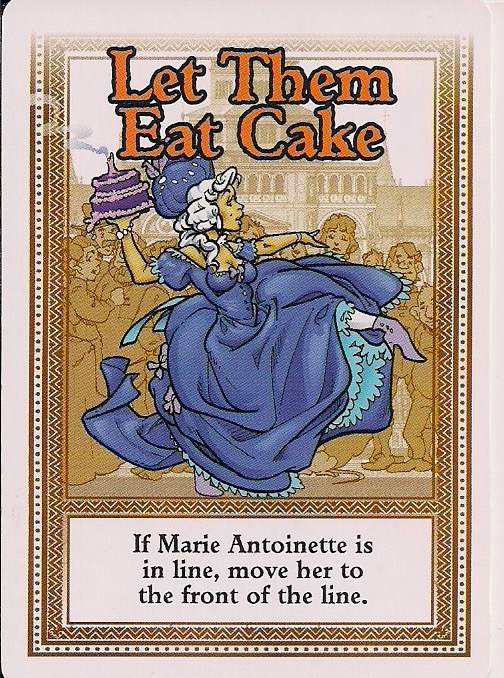 Let Them
Eat Cake
If Marie Antoinette is
in line, move her to
the front of the line.